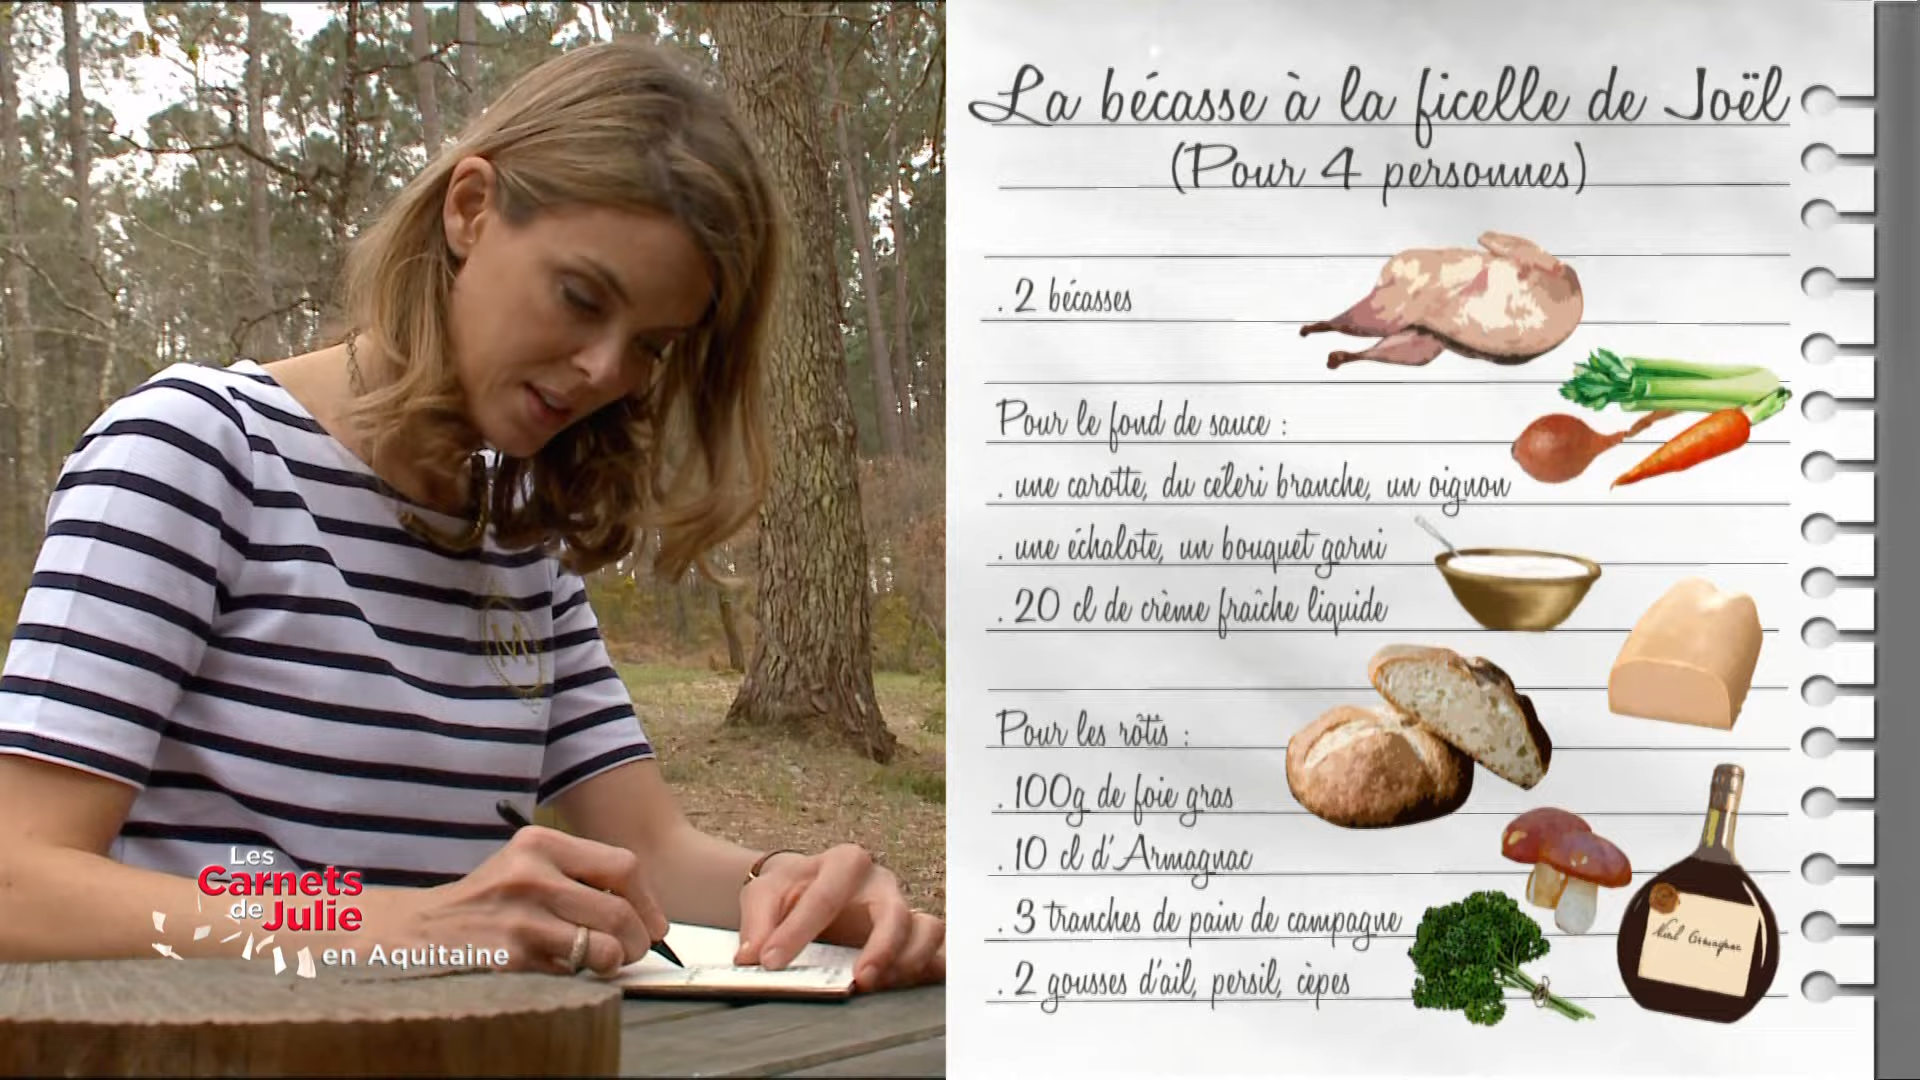 La bécasse à la ficelle de Joël
(Pour 4 personnes)
. 2 bécasses
Pour le fond de sauce :
. une carotte, du céleri branche, un oignon
. une échalote, un bouquet garni
. 20 cl de crème fraîche liquide
Pour les rôtis :
. 100g de foie gras
. 10 cl d'Armagnac
. 3 tranches de pain de campagne
. 2 gousses d'ail, persil, cèpes
Les
Carnets
de Julie
en Aquitaine
M